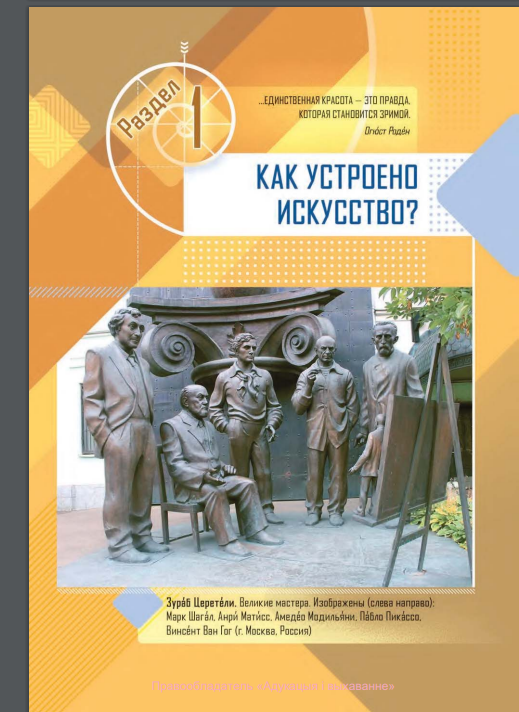 Раздел
1
...ЕДИНСТВЕННАЯ КРАСОТА — ЭТО ПРАВДА,
КОТОРАЯ СТАНОВИТСЯ ЗРИМОЙ.
Огю́ст Роде́н
КАК УСТРОЕНО
ИСКУССТВО?
Зура́б Церете́ли. Великие мастера. Изображены (слева направо):
Марк Шага́л, Анри́ Мати́сс, Амеде́о Модилья́ни, Па́бло Пика́ссо,
Винсе́нт Ван Гог (г. Москва, Россия)
Правообладатель «Адукацыя і выхаванне»